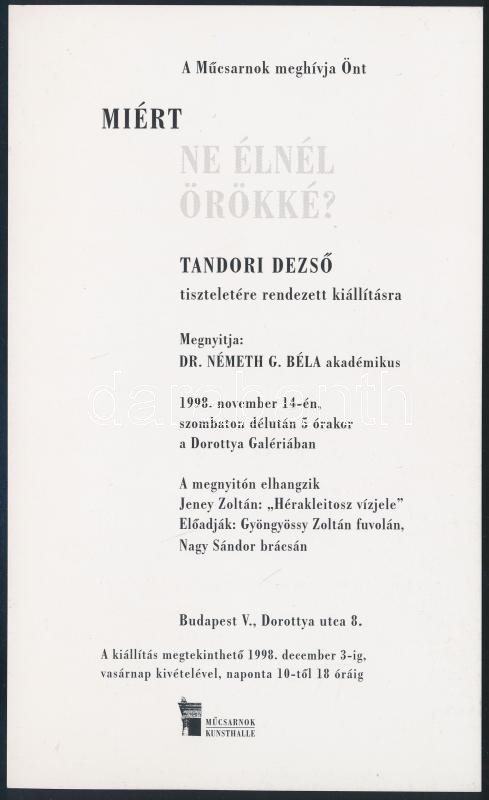 A Műcsarnok meghívja Önt
MIÉRT
NE ÉLNÉL
ÖRÖKKÉ?
TANDORI DEZSŐ
tiszteletére rendezett kiállításra
Megnyitja:
DR. NÉMETH G. BÉLA akadémikus
1998. november 14-én,
szombaton délután 5 órakor
a Dorottya Galériában
A megnyitón elhangzik
Jeney Zoltán: „Hérakleitosz vízjele”
Előadják: Gyöngyössy Zoltán fuvolán,
Nagy Sándor brácsán
Budapest V., Dorottya utca 8.
A kiállítás megtekinthető 1998. december 3-ig,
vasárnap kivételével, naponta 10-től 18 óráig
MŰCSARNOK
KUNSTHALLE